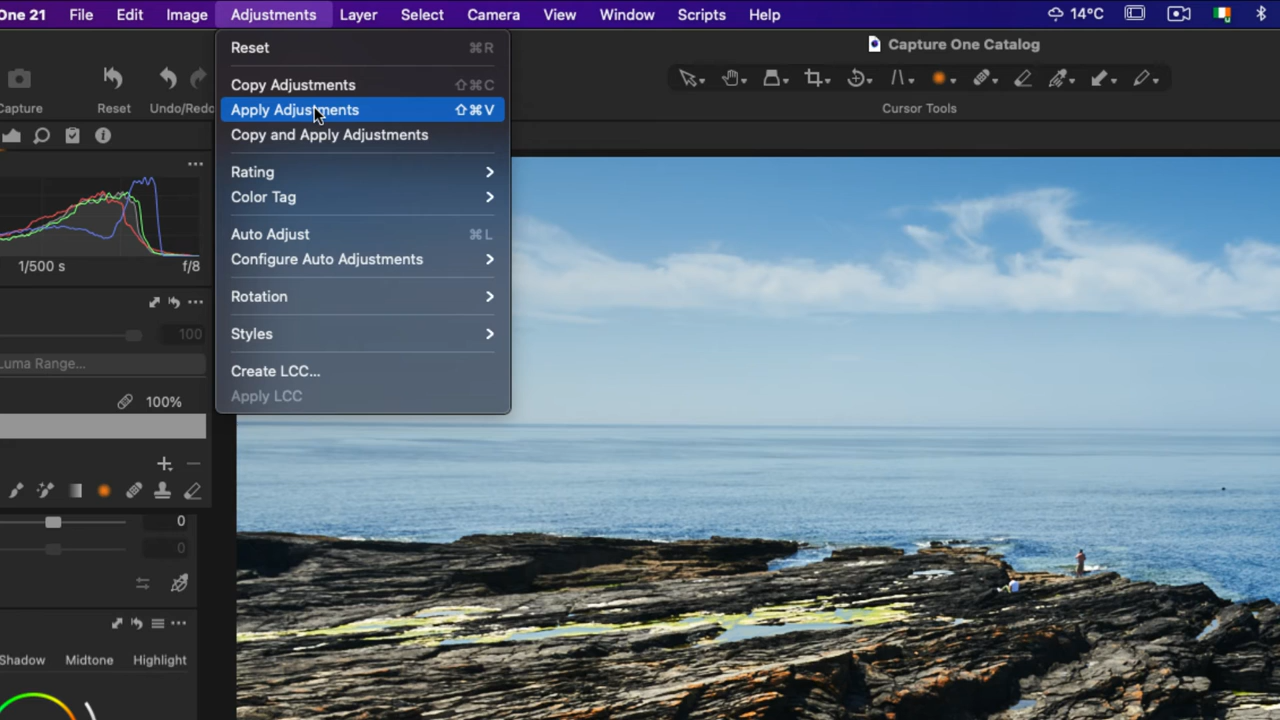 One 21 File Edit Image Adjustments Layer Select Camera View Window Scripts Help 14°C
Capture One Catalog
Capture Reset Undo/Redo
Cursor Tools
Reset ⌘R
Copy Adjustments ⇧⌘C
Apply Adjustments ⇧⌘V
Copy and Apply Adjustments
Rating
Color Tag
Auto Adjust ⌘L
Configure Auto Adjustments
Rotation
Styles
Create LCC...
Apply LCC
1/500 s f/8
100
Luma Range...
100%
0
0
Shadow Midtone Highlight